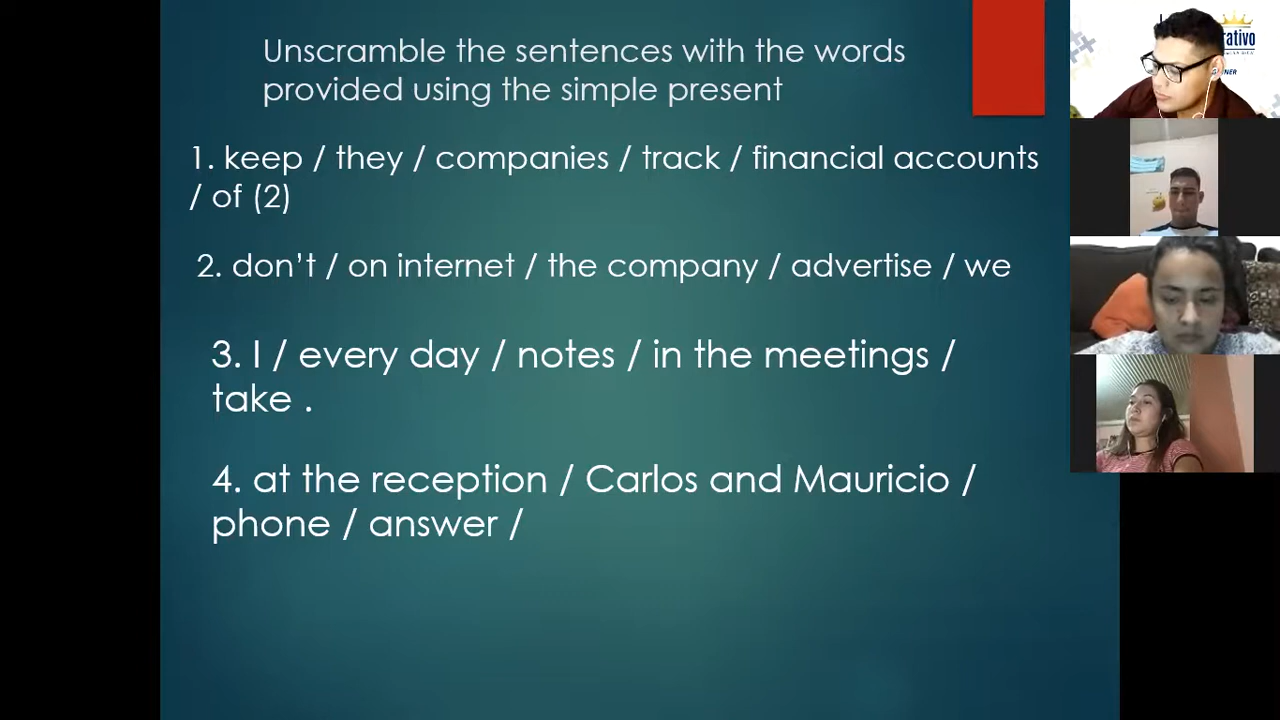 Unscramble the sentences with the words
provided using the simple present
1. keep / they / companies / track / financial accounts
/ of (2)
2. don’t / on internet / the company / advertise / we
3. I / every day / notes / in the meetings /
take .
4. at the reception / Carlos and Mauricio /
phone / answer /